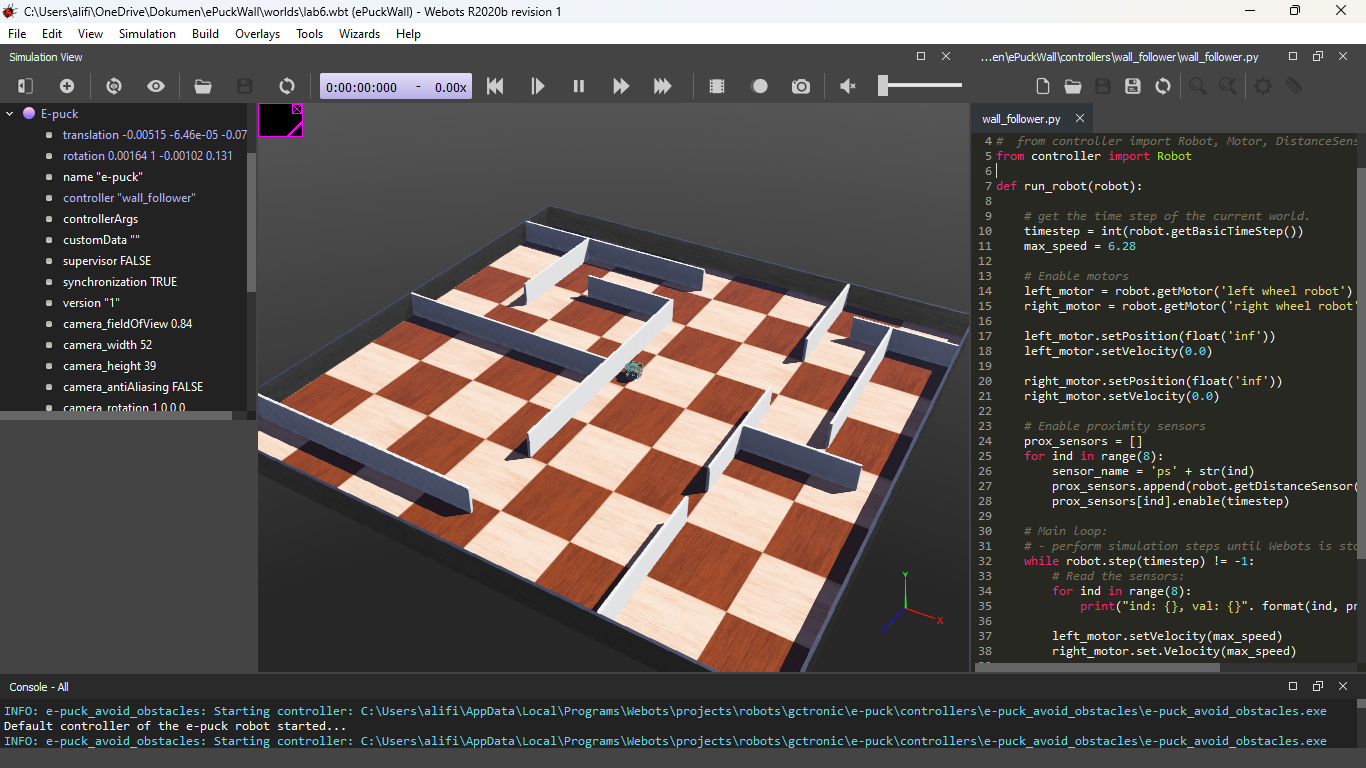 C:\Users\alifi\OneDrive\Dokumen\ePuckWall\worlds\lab6.wbt (ePuckWall) - Webots R2020b revision 1
File Edit View Simulation Build Overlays Tools Wizards Help
Simulation View
...en\ePuckWall\controllers\wall_follower\wall_follower.py
0:00:00:000 - 0.00x
E-puck
translation -0.00515 -6.46e-05 -0.07
rotation 0.00164 1 -0.00102 0.131
name "e-puck"
controller "wall_follower"
controllerArgs
customData ""
supervisor FALSE
synchronization TRUE
version "1"
camera_fieldOfView 0.84
camera_width 52
camera_height 39
camera_antiAliasing FALSE
camera_rotation 1 0 0 0
Y
X
wall_follower.py
4 # from controller import Robot, Motor, DistanceSens
5 from controller import Robot
6
7 def run_robot(robot):
8
9 # get the time step of the current world.
10 timestep = int(robot.getBasicTimeStep())
11 max_speed = 6.28
12
13 # Enable motors
14 left_motor = robot.getMotor('left wheel robot')
15 right_motor = robot.getMotor('right wheel robot'
16
17 left_motor.setPosition(float('inf'))
18 left_motor.setVelocity(0.0)
19
20 right_motor.setPosition(float('inf'))
21 right_motor.setVelocity(0.0)
22
23 # Enable proximity sensors
24 prox_sensors = []
25 for ind in range(8):
26 sensor_name = 'ps' + str(ind)
27 prox_sensors.append(robot.getDistanceSensor(
28 prox_sensors[ind].enable(timestep)
29
30 # Main loop:
31 # - perform simulation steps until Webots is sto
32 while robot.step(timestep) != -1:
33 # Read the sensors:
34 for ind in range(8):
35 print("ind: {}, val: {}". format(ind, pr
36
37 left_motor.setVelocity(max_speed)
38 right_motor.set.Velocity(max_speed)
Console - All
INFO: e-puck_avoid_obstacles: Starting controller: C:\Users\alifi\AppData\Local\Programs\Webots\projects\robots\gctronic\e-puck\controllers\e-puck_avoid_obstacles\e-puck_avoid_obstacles.exe
Default controller of the e-puck robot started...
INFO: e-puck_avoid_obstacles: Starting controller: C:\Users\alifi\AppData\Local\Programs\Webots\projects\robots\gctronic\e-puck\controllers\e-puck_avoid_obstacles\e-puck_avoid_obstacles.exe